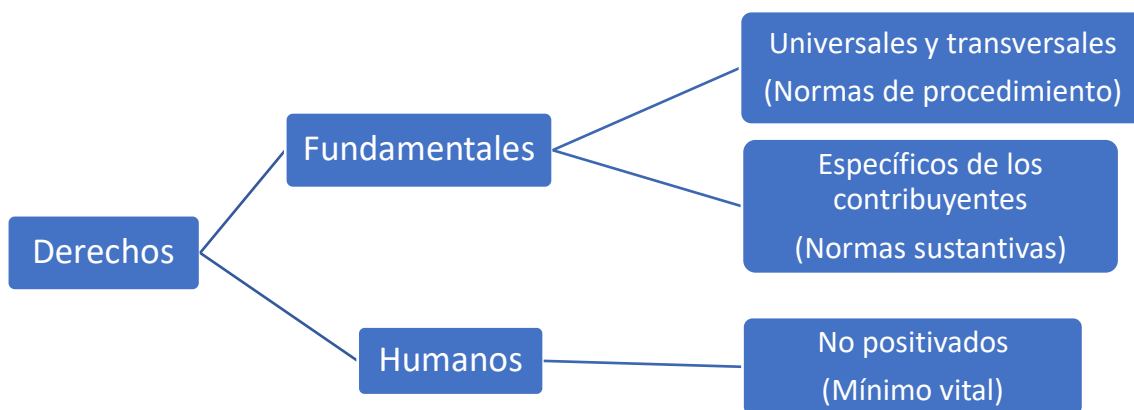 Derechos
Fundamentales
Universales y transversales
(Normas de procedimiento)
Específicos de los
contribuyentes
(Normas sustantivas)
Humanos
No positivados
(Mínimo vital)